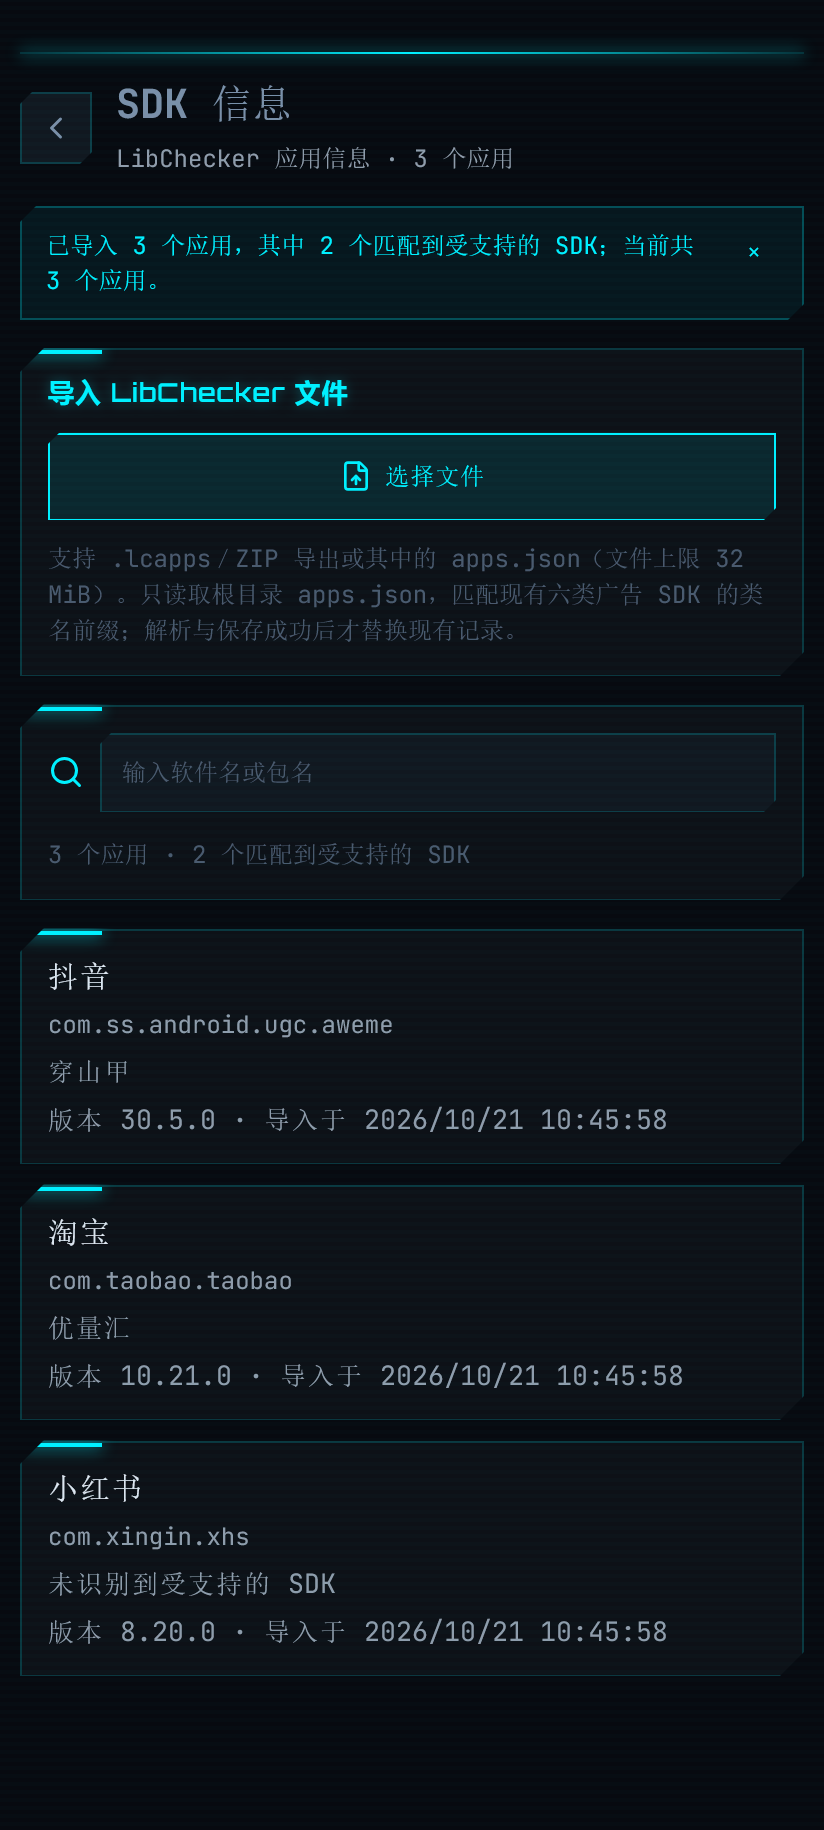 SDK 信息
LibChecker 应用信息 · 3 个应用
已导入 3 个应用，其中 2 个匹配到受支持的 SDK；当前共
3 个应用。
×
导入 LibChecker 文件
选择文件
支持 .lcapps/ZIP 导出或其中的 apps.json（文件上限 32
MiB）。只读取根目录 apps.json，匹配现有六类广告 SDK 的类
名前缀；解析与保存成功后才替换现有记录。
输入软件名或包名
3 个应用 · 2 个匹配到受支持的 SDK
抖音
com.ss.android.ugc.aweme
穿山甲
版本 30.5.0 · 导入于 2026/10/21 10:45:58
淘宝
com.taobao.taobao
优量汇
版本 10.21.0 · 导入于 2026/10/21 10:45:58
小红书
com.xingin.xhs
未识别到受支持的 SDK
版本 8.20.0 · 导入于 2026/10/21 10:45:58